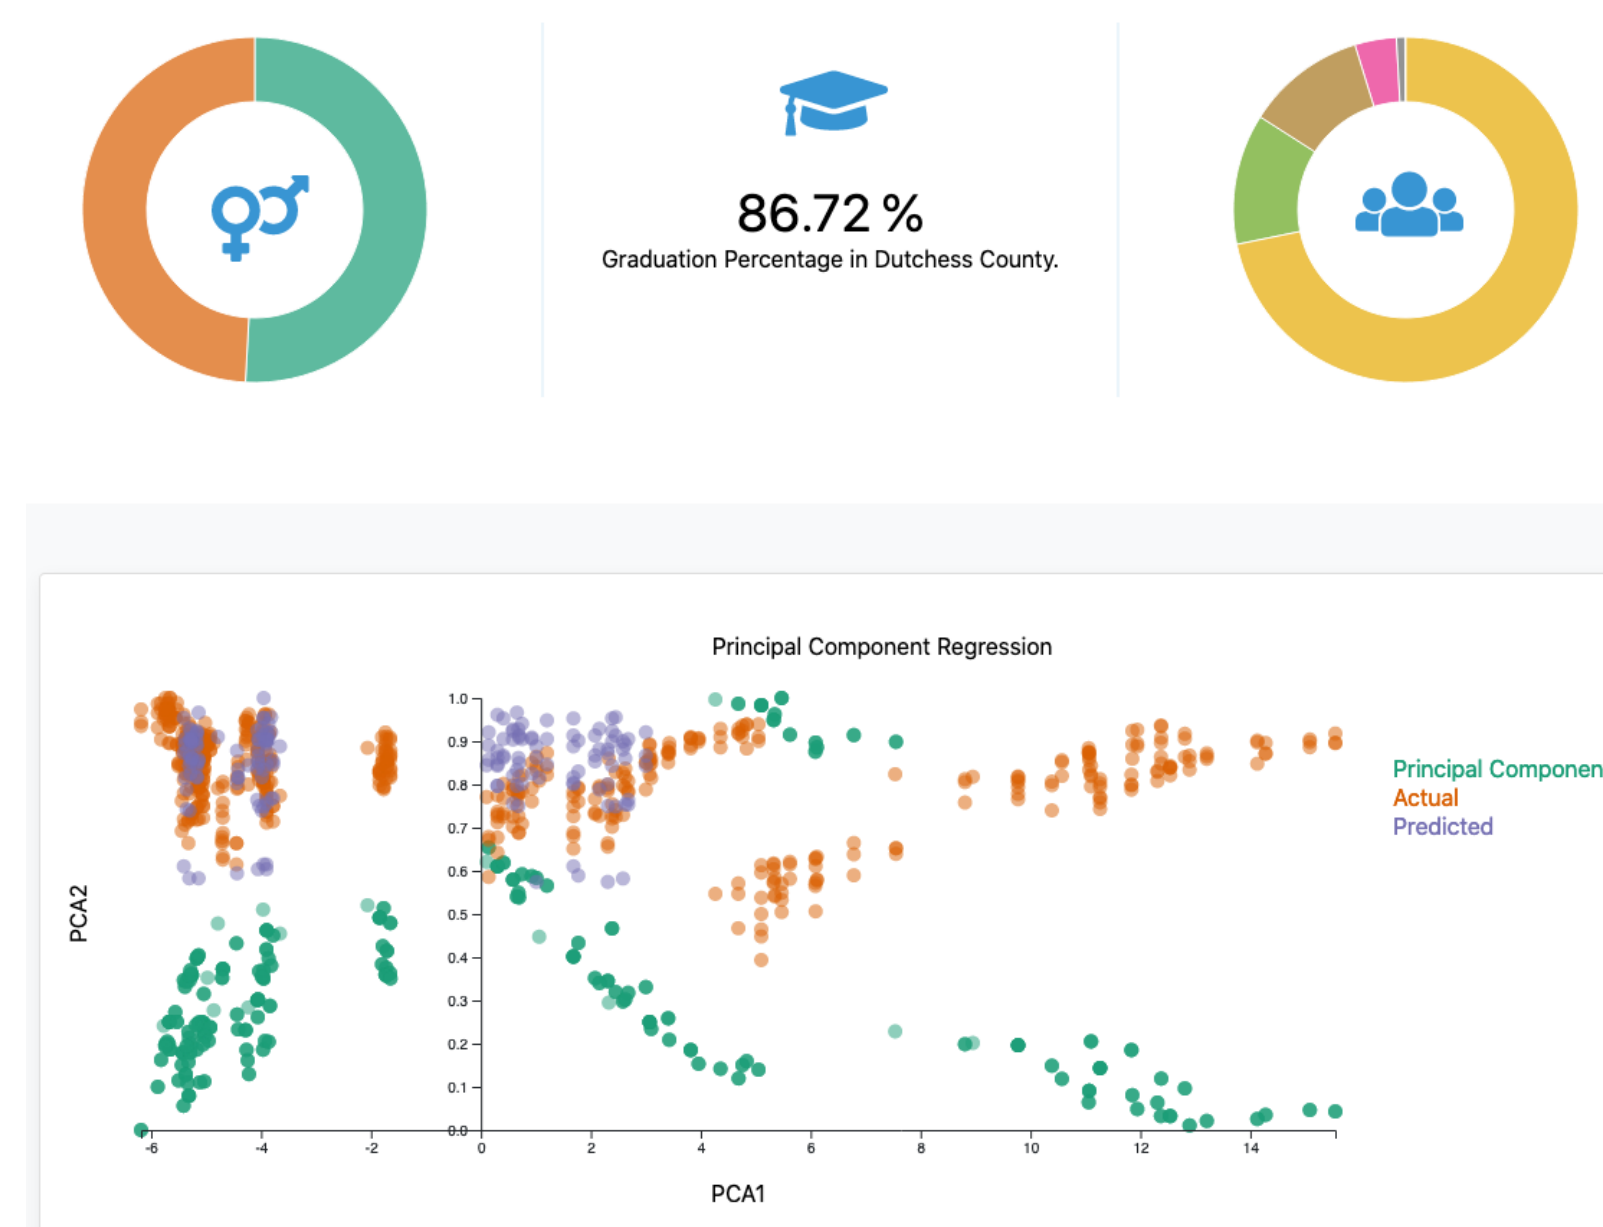 86.72 %
Graduation Percentage in Dutchess County.
Principal Component Regression
1.0
0.9
0.8
0.7
0.6
0.5
0.4
0.3
0.2
0.1
0.0
PCA2
-6 -4 -2 0 2 4 6 8 10 12 14
PCA1
Principal Componen
Actual
Predicted